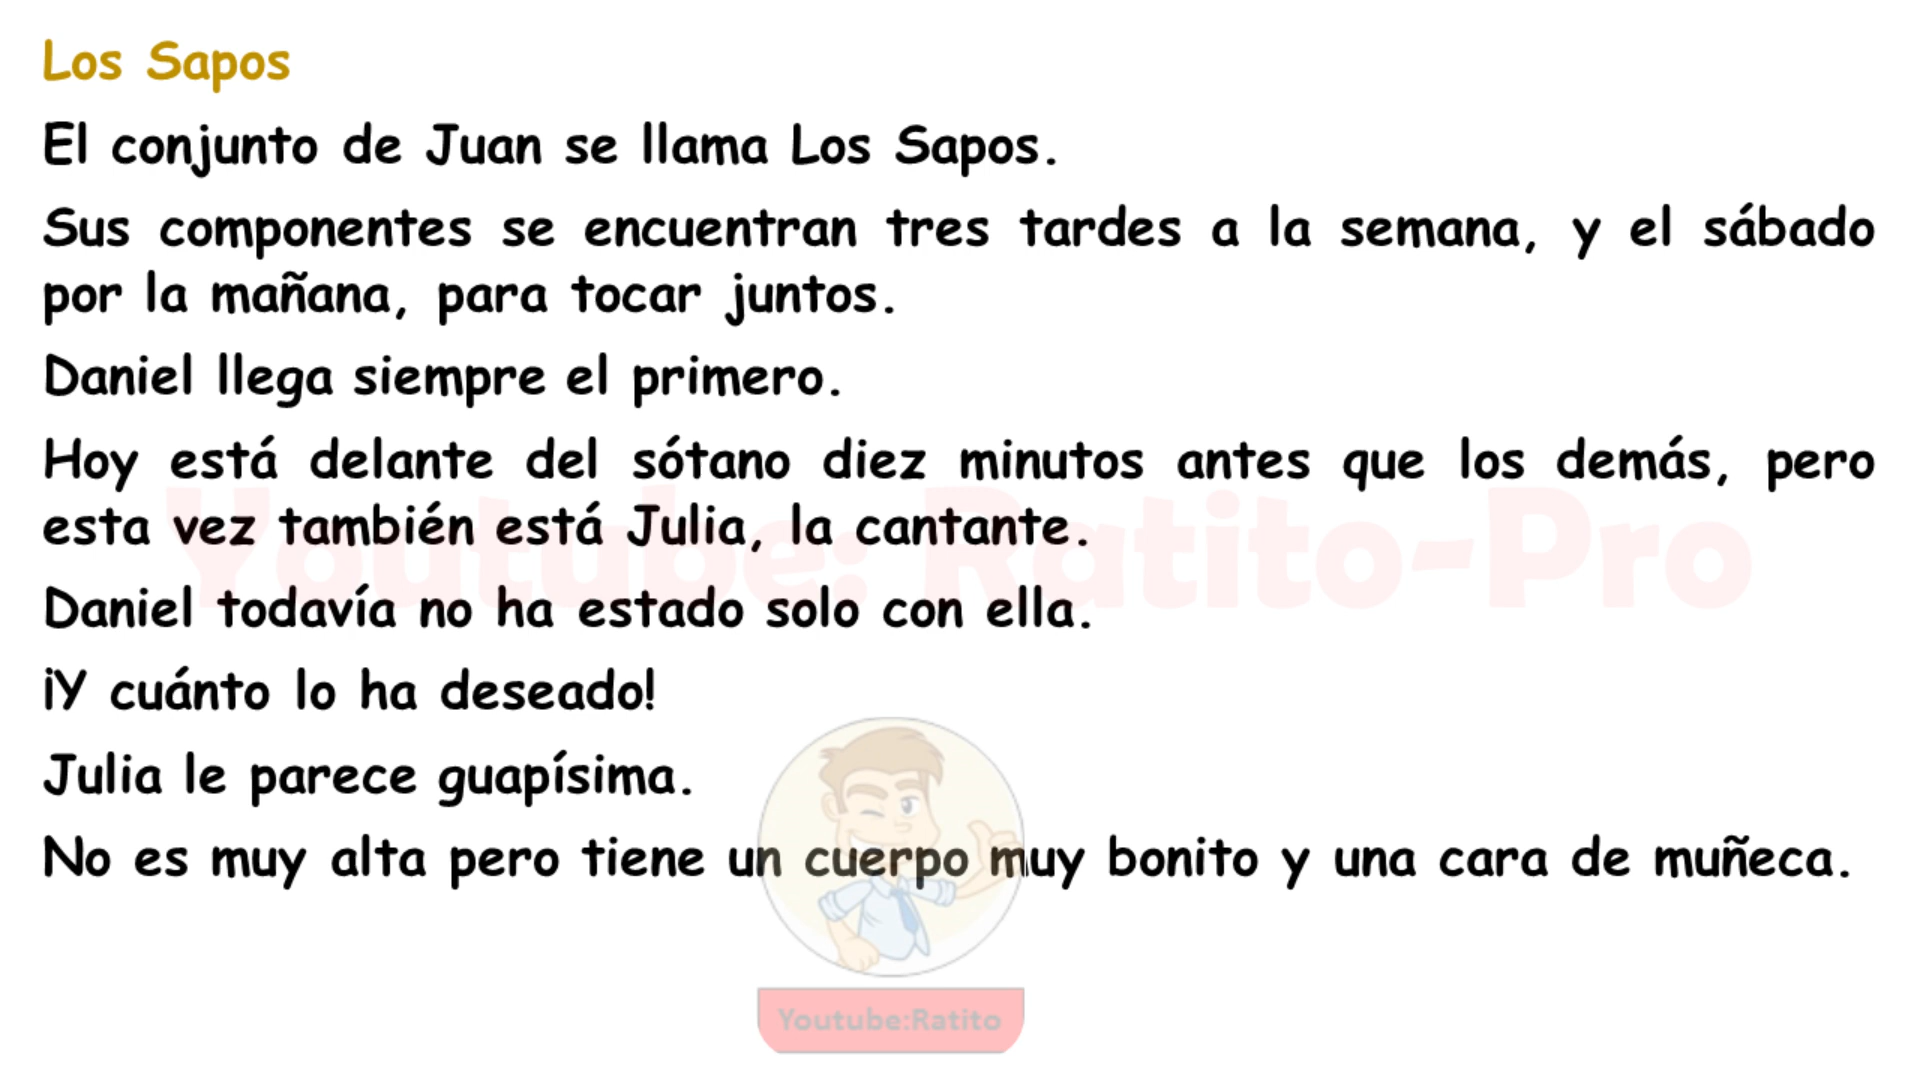 Los Sapos
El conjunto de Juan se llama Los Sapos.
Sus componentes se encuentran tres tardes a la semana, y el sábado
por la mañana, para tocar juntos.
Daniel llega siempre el primero.
Hoy está delante del sótano diez minutos antes que los demás, pero
esta vez también está Julia, la cantante.
Youtube: Ratito-Pro
Daniel todavía no ha estado solo con ella.
¡Y cuánto lo ha deseado!
Julia le parece guapísima.
No es muy alta pero tiene un cuerpo muy bonito y una cara de muñeca.
Youtube:Ratito